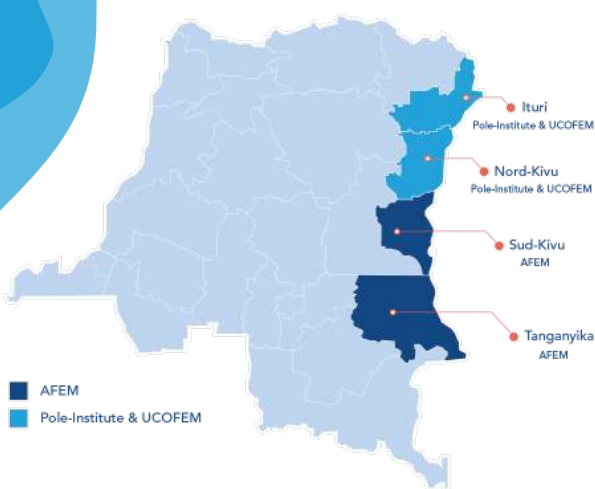 Ituri
Pole-Institute & UCOFEM
Nord-Kivu
Pole-Institute & UCOFEM
Sud-Kivu
AFEM
Tanganyika
AFEM
AFEM
Pole-Institute & UCOFEM